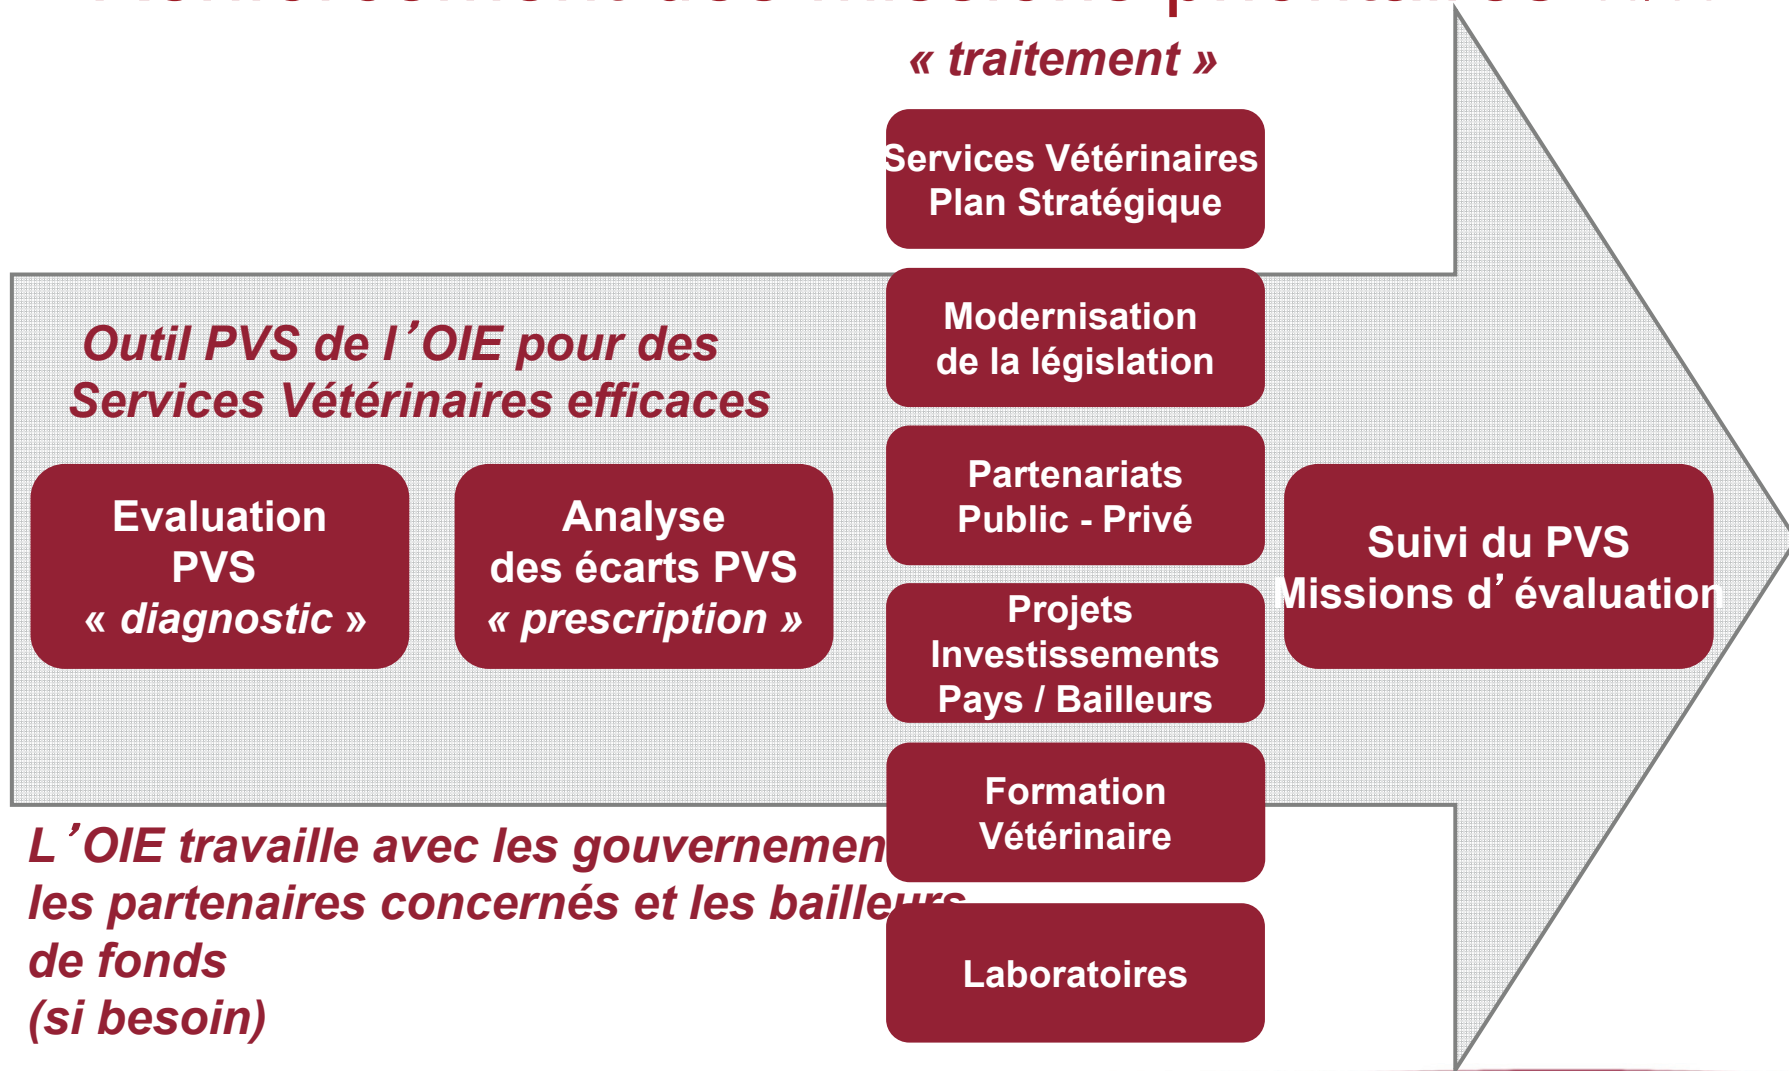 « traitement »
Services Vétérinaires
Plan Stratégique
Modernisation
de la législation
Outil PVS de l’OIE pour des
Services Vétérinaires efficaces
Partenariats
Public - Privé
Evaluation
PVS
« diagnostic »
Analyse
des écarts PVS
« prescription »
Projets
Investissements
Pays / Bailleurs
Suivi du PVS
Missions d’évaluation
Formation
Vétérinaire
Laboratoires
L’OIE travaille avec les gouvernemen
les partenaires concernés et les bailleurs
de fonds
(si besoin)